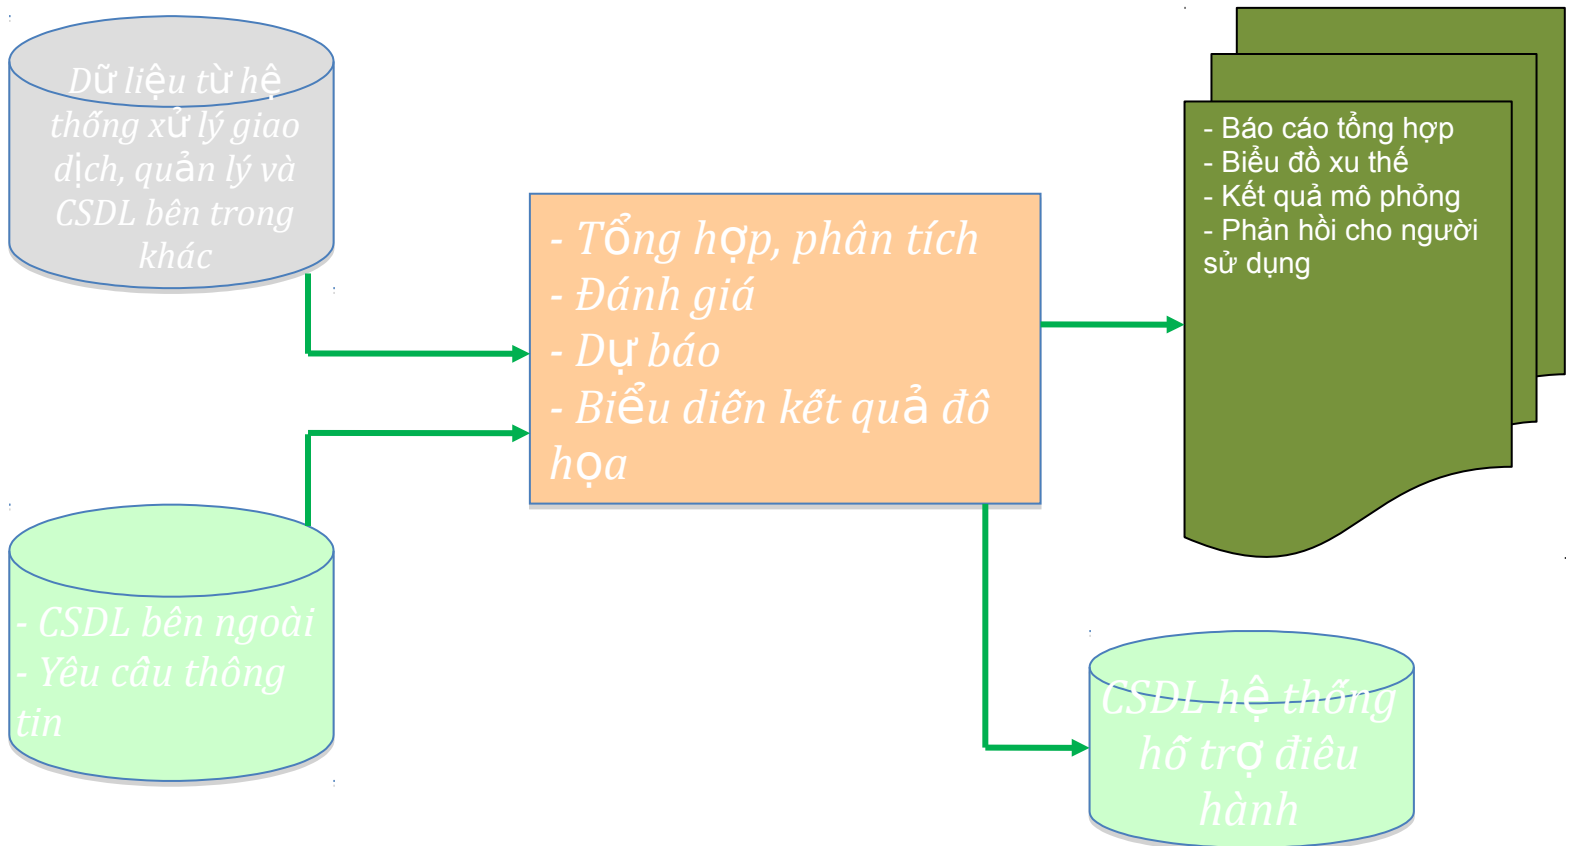 Dữ liệu từ hệ
thống xử lý giao
dịch, quản lý và
CSDL bên trong
khác
- CSDL bên ngoài
- Yêu cầu thông
tin
- Tổng hợp, phân tích
- Đánh giá
- Dự báo
- Biểu diễn kết quả đồ
họa
- Báo cáo tổng hợp
- Biểu đồ xu thế
- Kết quả mô phỏng
- Phản hồi cho người
sử dụng
CSDL hệ thống
hỗ trợ điều
hành